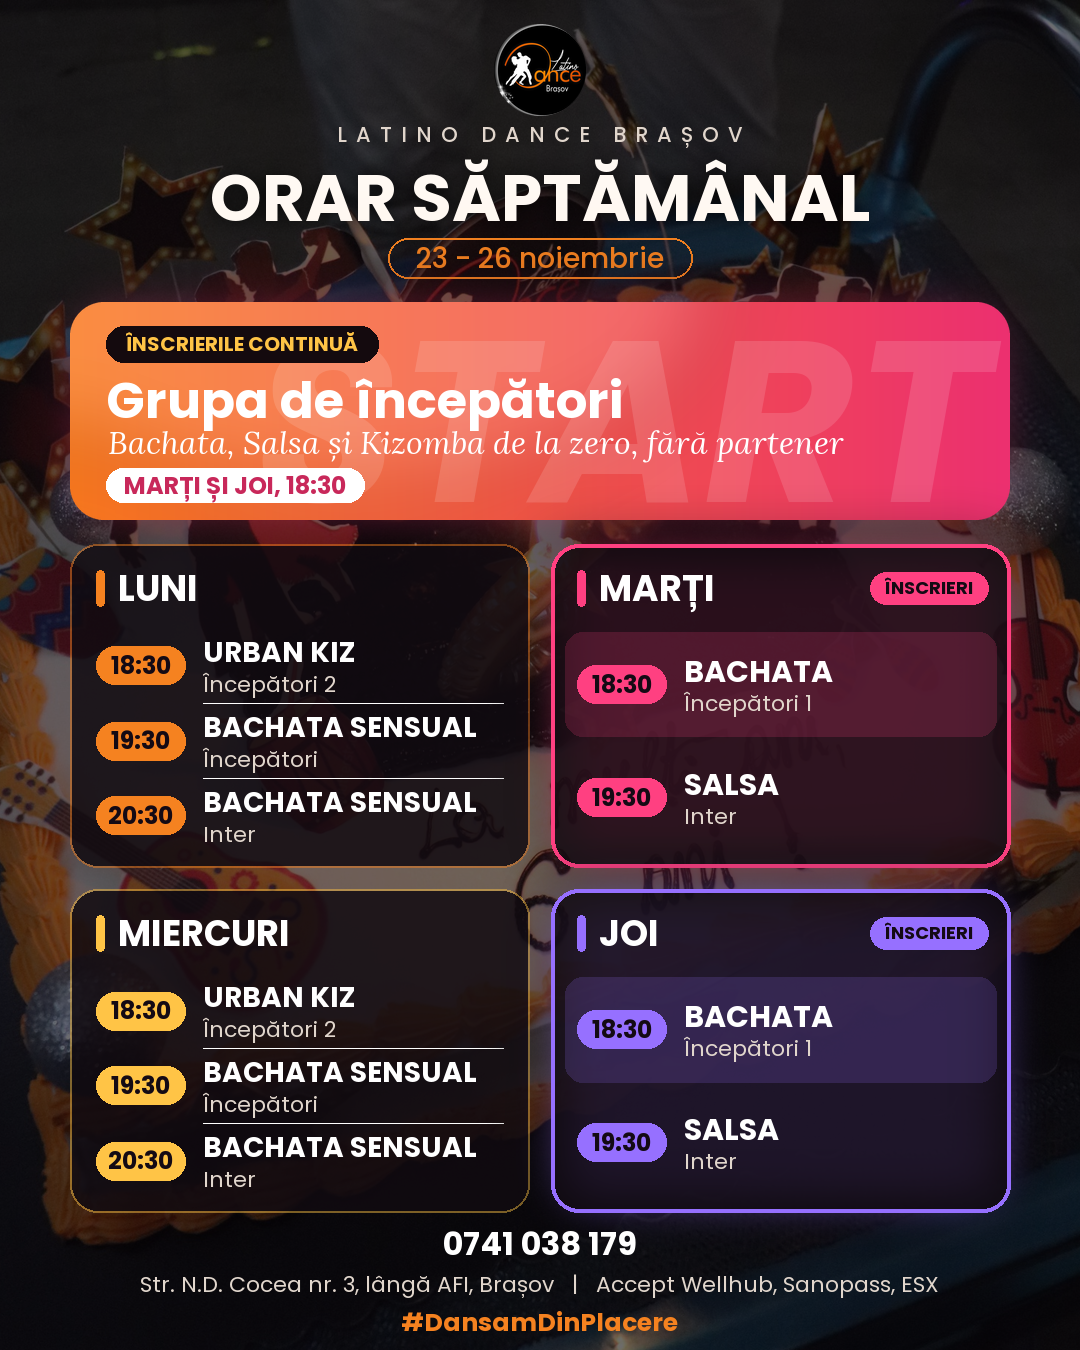 Latino
Dance
Brașov
LATINO DANCE BRAȘOV
ORAR SĂPTĂMÂNAL
23 - 26 noiembrie
START
ÎNSCRIERILE CONTINUĂ
Grupa de începători
Bachata, Salsa și Kizomba de la zero, fără partener
MARȚI ȘI JOI, 18:30
LUNI
18:30 URBAN KIZ
Începători 2
19:30 BACHATA SENSUAL
Începători
20:30 BACHATA SENSUAL
Inter
MARȚI ÎNSCRIERI
18:30 BACHATA
Începători 1
19:30 SALSA
Inter
MIERCURI
18:30 URBAN KIZ
Începători 2
19:30 BACHATA SENSUAL
Începători
20:30 BACHATA SENSUAL
Inter
JOI ÎNSCRIERI
18:30 BACHATA
Începători 1
19:30 SALSA
Inter
0741 038 179
Str. N.D. Cocea nr. 3, lângă AFI, Brașov | Accept Wellhub, Sanopass, ESX
#DansamDinPlacere